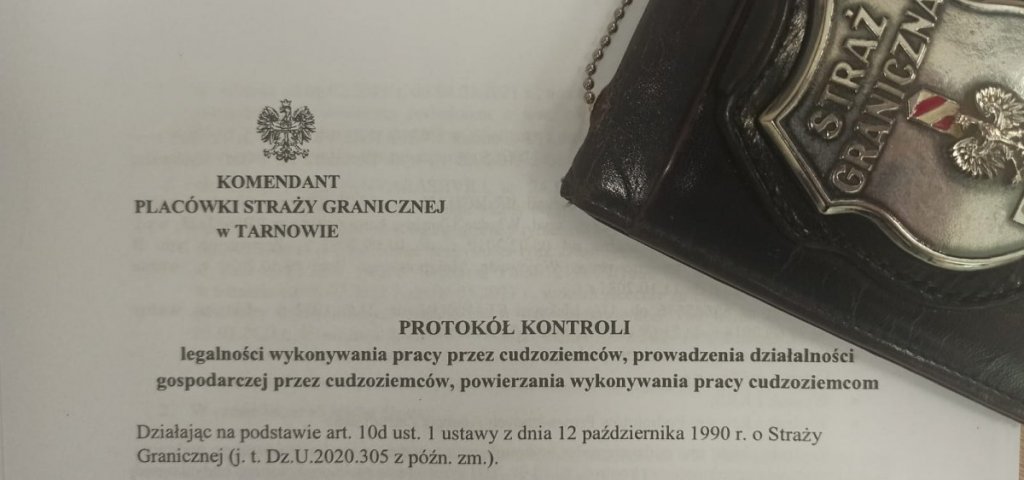 KOMENDANT
PLACÓWKI STRAŻY GRANICZNEJ
w TARNOWIE
STRAŻ
GRANICZNA
PROTOKÓŁ KONTROLI
legalności wykonywania pracy przez cudzoziemców, prowadzenia działalności
gospodarczej przez cudzoziemców, powierzania wykonywania pracy cudzoziemcom
Działając na podstawie art. 10d ust. 1 ustawy z dnia 12 października 1990 r. o Straży
Granicznej (j. t. Dz.U.2020.305 z późn. zm.).